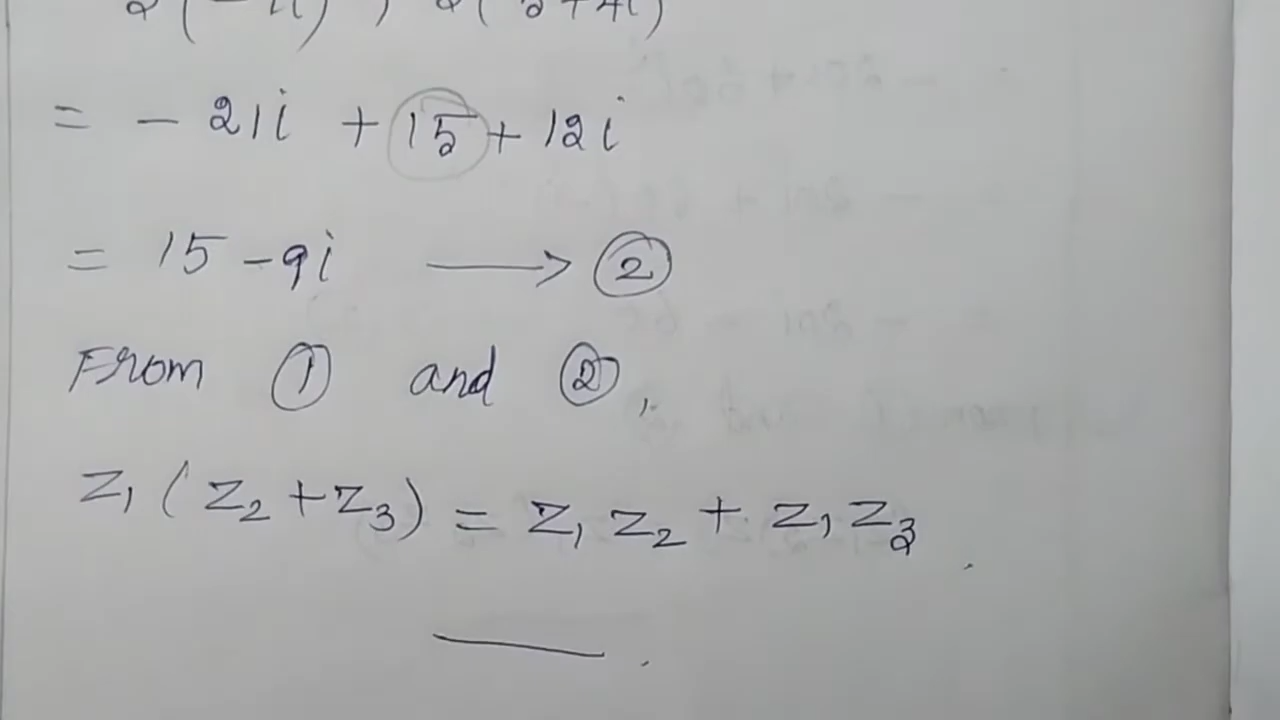 = - 21i + 15 + 12i
= 15 - 9i ⟶ ②
From ① and ②,
z₁ (z₂ + z₃) = z₁ z₂ + z₁ z₃.